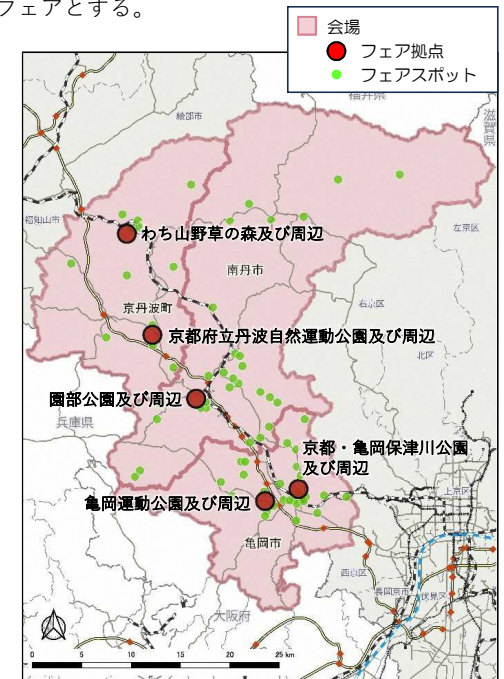 フェアとする。
会場
フェア拠点
フェアスポット
福井県
滋賀県
綾部市
福知山市
左京区
わち山野草の森及び周辺
南丹市
右京区
京丹波町
京都府立丹波自然運動公園及び周辺
北区
園部公園及び周辺
兵庫県
京都・亀岡保津川公園
及び周辺
上京区
亀岡運動公園及び周辺
亀岡市
西京区
長岡京市
伏見区
大阪府
0 5 10 15 20 25 km